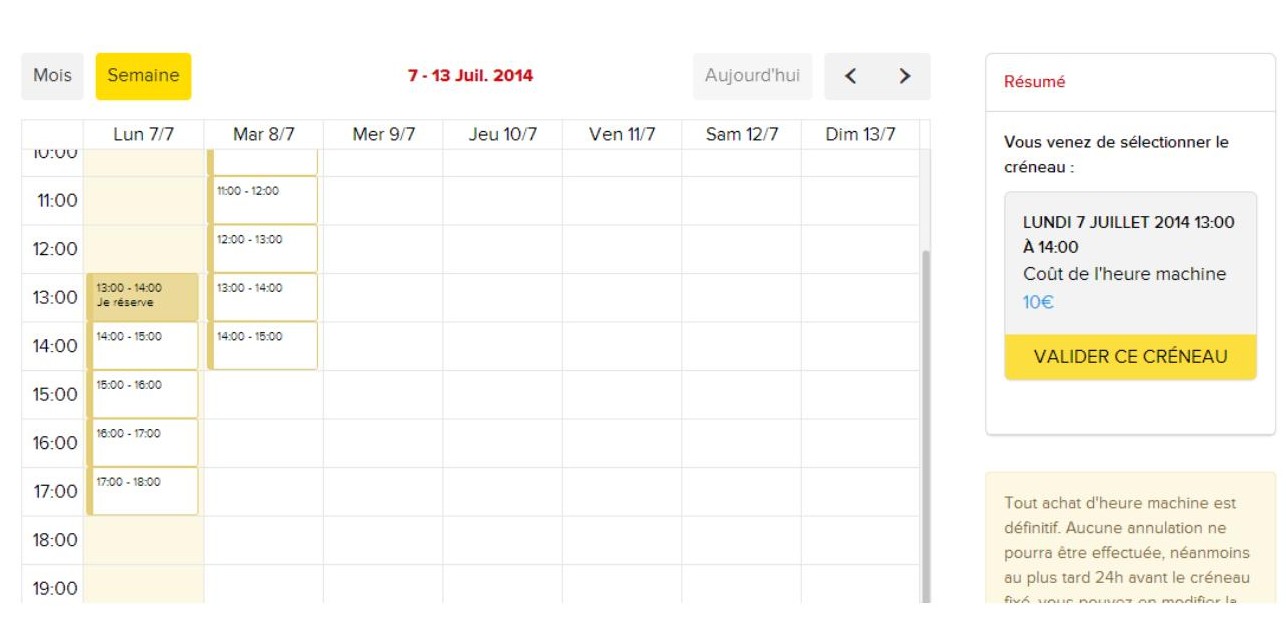 Mois Semaine 7 - 13 Juil. 2014 Aujourd'hui < >
Lun 7/7 Mar 8/7 Mer 9/7 Jeu 10/7 Ven 11/7 Sam 12/7 Dim 13/7
10:00
11:00 11:00 - 12:00
12:00 12:00 - 13:00
13:00 13:00 - 14:00 13:00 - 14:00
Je réserve
14:00 14:00 - 15:00 14:00 - 15:00
15:00 15:00 - 16:00
16:00 16:00 - 17:00
17:00 17:00 - 18:00
18:00
19:00
Résumé
Vous venez de sélectionner le
créneau :
LUNDI 7 JUILLET 2014 13:00
À 14:00
Coût de l'heure machine
10€
VALIDER CE CRÉNEAU
Tout achat d'heure machine est
définitif. Aucune annulation ne
pourra être effectuée, néanmoins
au plus tard 24h avant le créneau
fixé, vous pouvez en modifier la